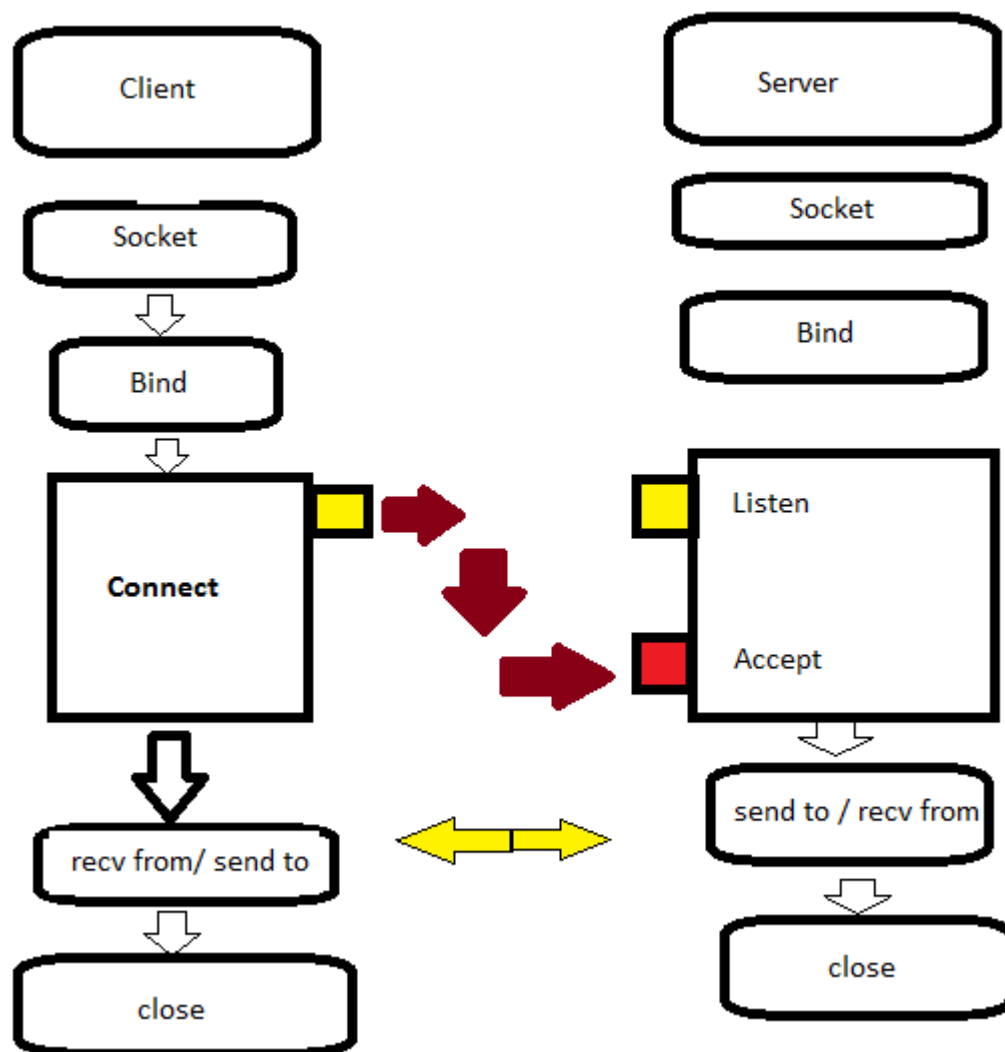 Client
Server
Socket
Socket
Bind
Bind
Connect
Listen
Accept
recv from/ send to
send to / recv from
close
close